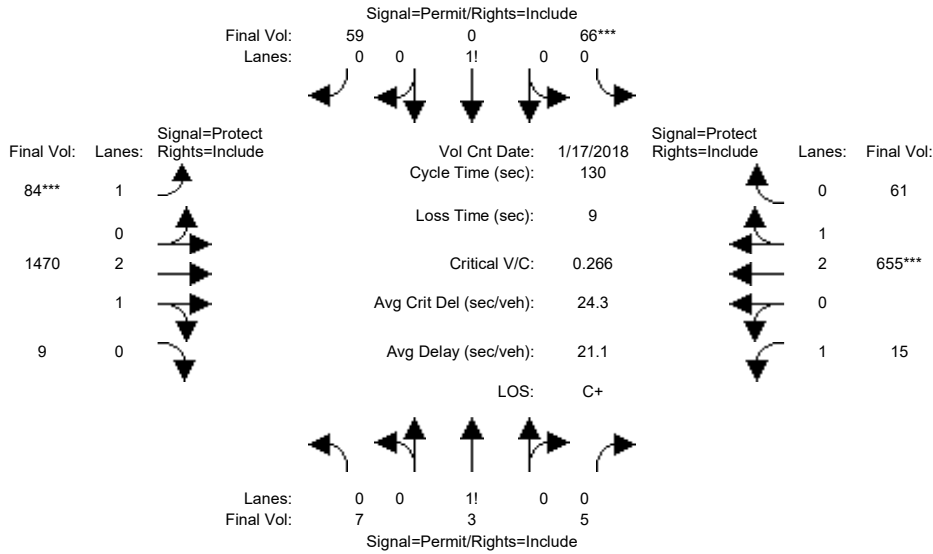 Signal=Permit/Rights=Include
Final Vol: 59 0 66***
Lanes: 0 0 1! 0 0
Signal=Protect
Final Vol: Lanes: Rights=Include
Vol Cnt Date: 1/17/2018
Signal=Protect
Rights=Include Lanes: Final Vol:
Cycle Time (sec): 130
84*** 1 0 61
Loss Time (sec): 9
0 1
1470 2 Critical V/C: 0.266 2 655***
1 Avg Crit Del (sec/veh): 24.3 0
9 0 Avg Delay (sec/veh): 21.1 1 15
LOS: C+
Lanes: 0 0 1! 0 0
Final Vol: 7 3 5
Signal=Permit/Rights=Include